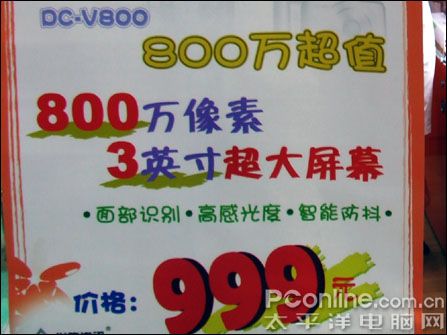 DC-V800
800万超值
800万像素
3英寸超大屏幕
·面部识别·高感光度·智能防抖·
价格：999元
PConline.com.cn
太平洋电脑网